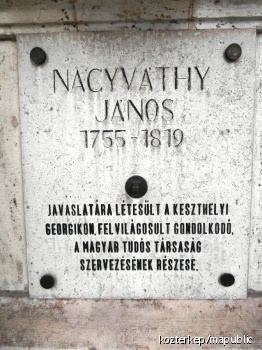 NAGYVÁTHY
JÁNOS
1755-1819
JAVASLATÁRA LÉTESÜLT A KESZTHELYI
GEORGIKON, FELVILÁGOSULT GONDOLKODÓ,
A MAGYAR TUDÓS TÁRSASÁG
SZERVEZÉSÉNEK RÉSZESE.
kozterkep/mapublic